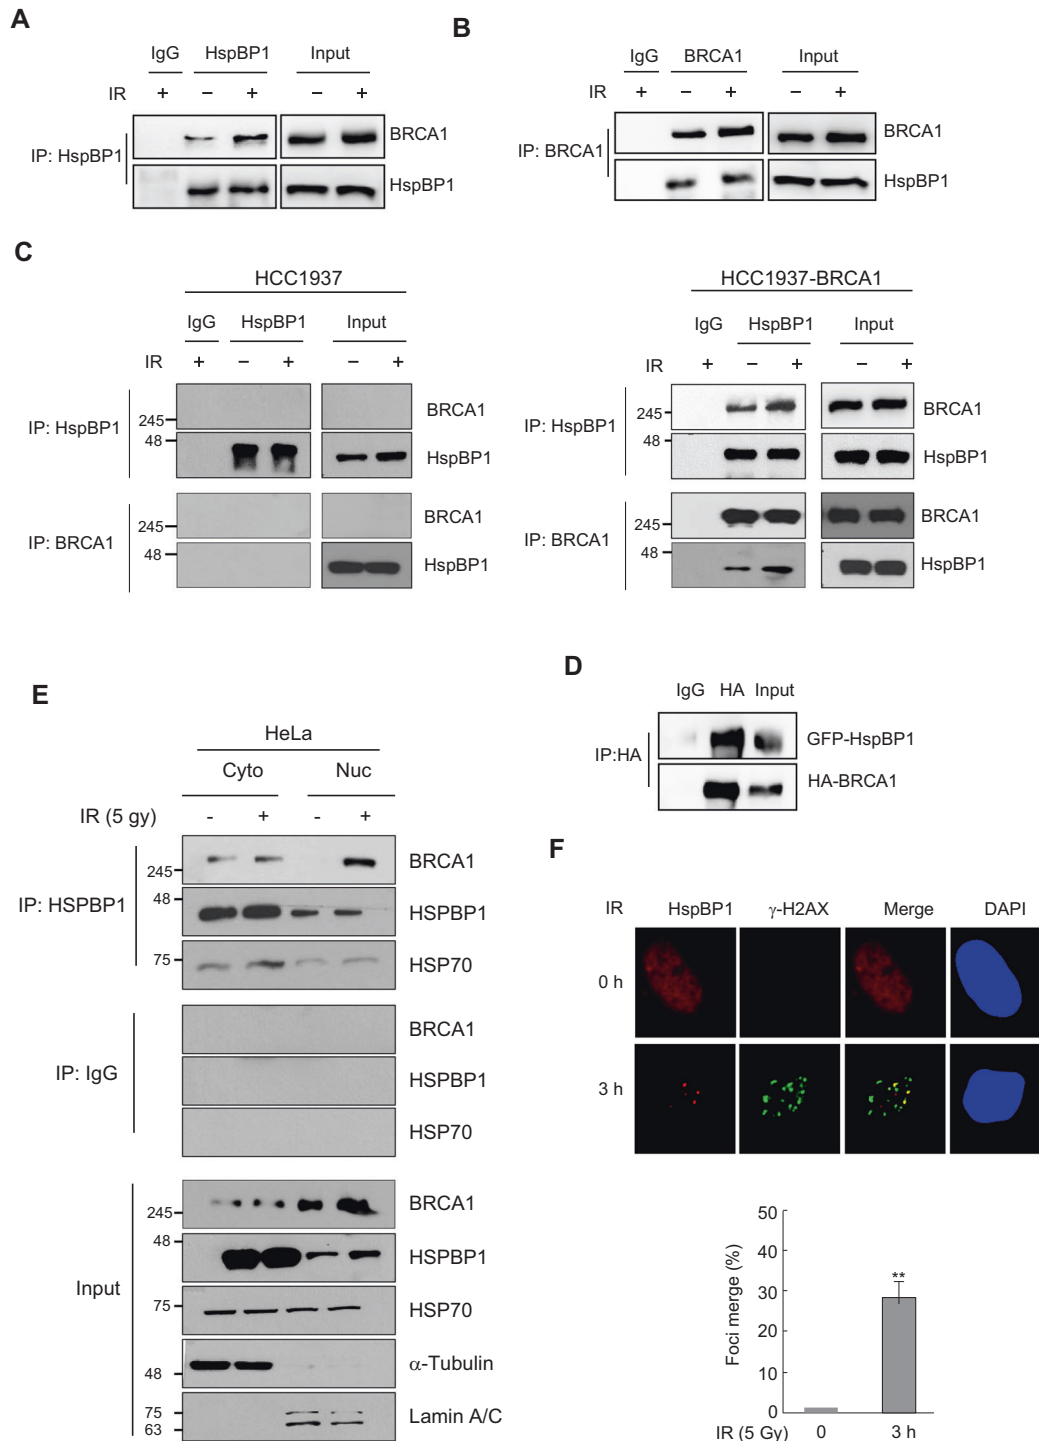 A
IgG HspBP1 Input
IR + − + − +
IP: HspBP1
BRCA1
HspBP1
B
IgG BRCA1 Input
IR + − + − +
IP: BRCA1
BRCA1
HspBP1
C
HCC1937
IgG HspBP1 Input
IR + − + − +
IP: HspBP1
245
BRCA1
48
HspBP1
IP: BRCA1
245
BRCA1
48
HspBP1
HCC1937-BRCA1
IgG HspBP1 Input
IR + − + − +
IP: HspBP1
245
BRCA1
48
HspBP1
IP: BRCA1
245
BRCA1
48
HspBP1
D
IgG HA Input
IP:HA
GFP-HspBP1
HA-BRCA1
E
HeLa
Cyto Nuc
IR (5 gy) - + - +
IP: HSPBP1
245
BRCA1
48
HSPBP1
75
HSP70
IP: IgG
BRCA1
HSPBP1
HSP70
Input
245
BRCA1
48
HSPBP1
75
HSP70
48
α-Tubulin
75
63
Lamin A/C
F
IR HspBP1 γ-H2AX Merge DAPI
0 h
3 h
Foci merge (%)
50
40
30
20
10
0
**
IR (5 Gy) 0 3 h